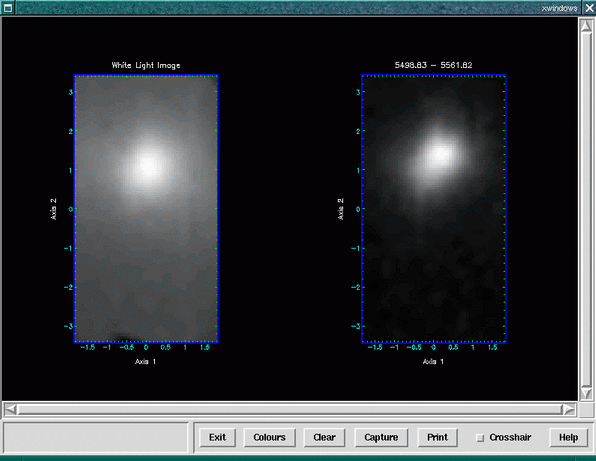 xwindows
White Light Image
5498.83 - 5561.82
3
3
2
2
1
1
Axis 2
Axis 2
0
0
-1
-1
-2
-2
-3
-3
-1.5 -1 -0.5 0 0.5 1 1.5
-1.5 -1 -0.5 0 0.5 1 1.5
Axis 1
Axis 1
Exit Colours Clear Capture Print Crosshair Help